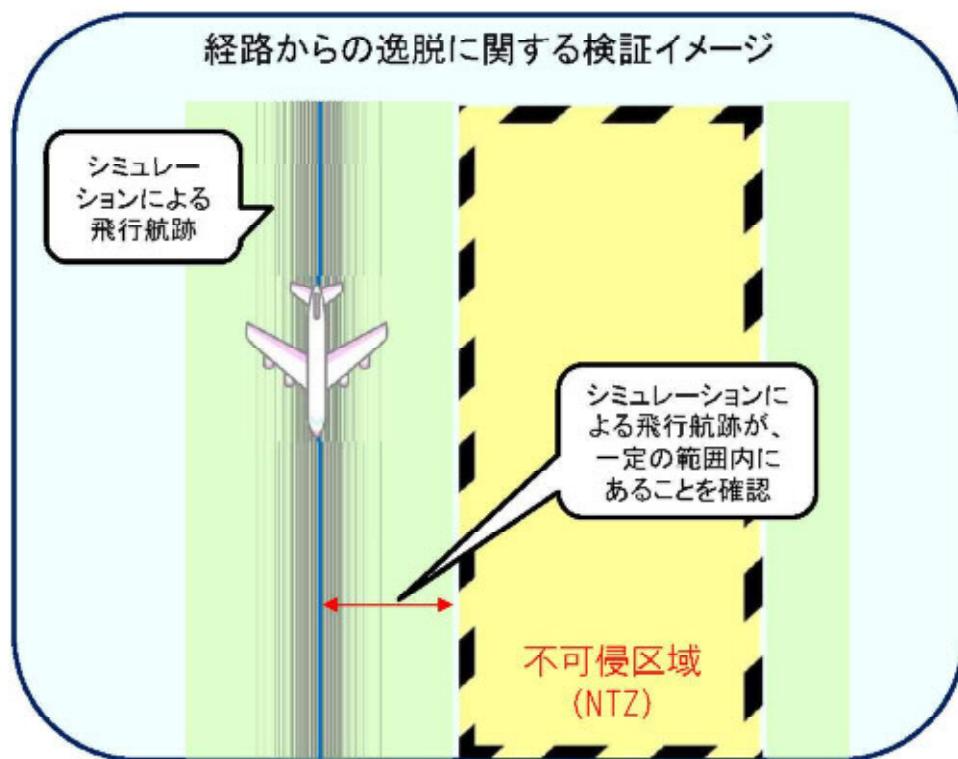 経路からの逸脱に関する検証イメージ
シミュレー
ションによる
飛行航跡
シミュレーションに
よる飛行航跡が、
一定の範囲内に
あることを確認
不可侵区域
(NTZ)